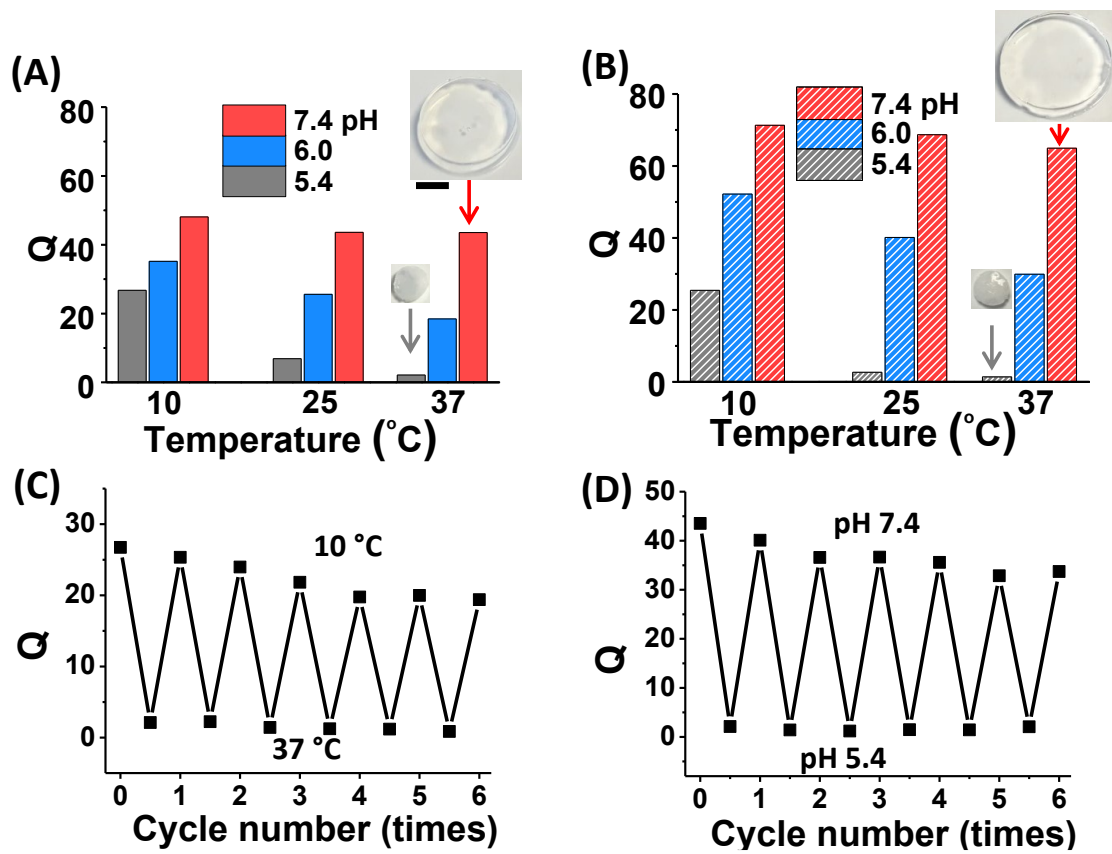 (A)
80
60
40
20
0
Q
7.4 pH
6.0
5.4
10 25 37
Temperature (°C)
(B)
80
60
40
20
0
Q
7.4 pH
6.0
5.4
10 25 37
Temperature (°C)
(C)
30
20
10
0
Q
10 °C
37 °C
0 1 2 3 4 5 6
Cycle number (times)
(D)
50
40
30
20
10
0
Q
pH 7.4
pH 5.4
0 1 2 3 4 5 6
Cycle number (times)